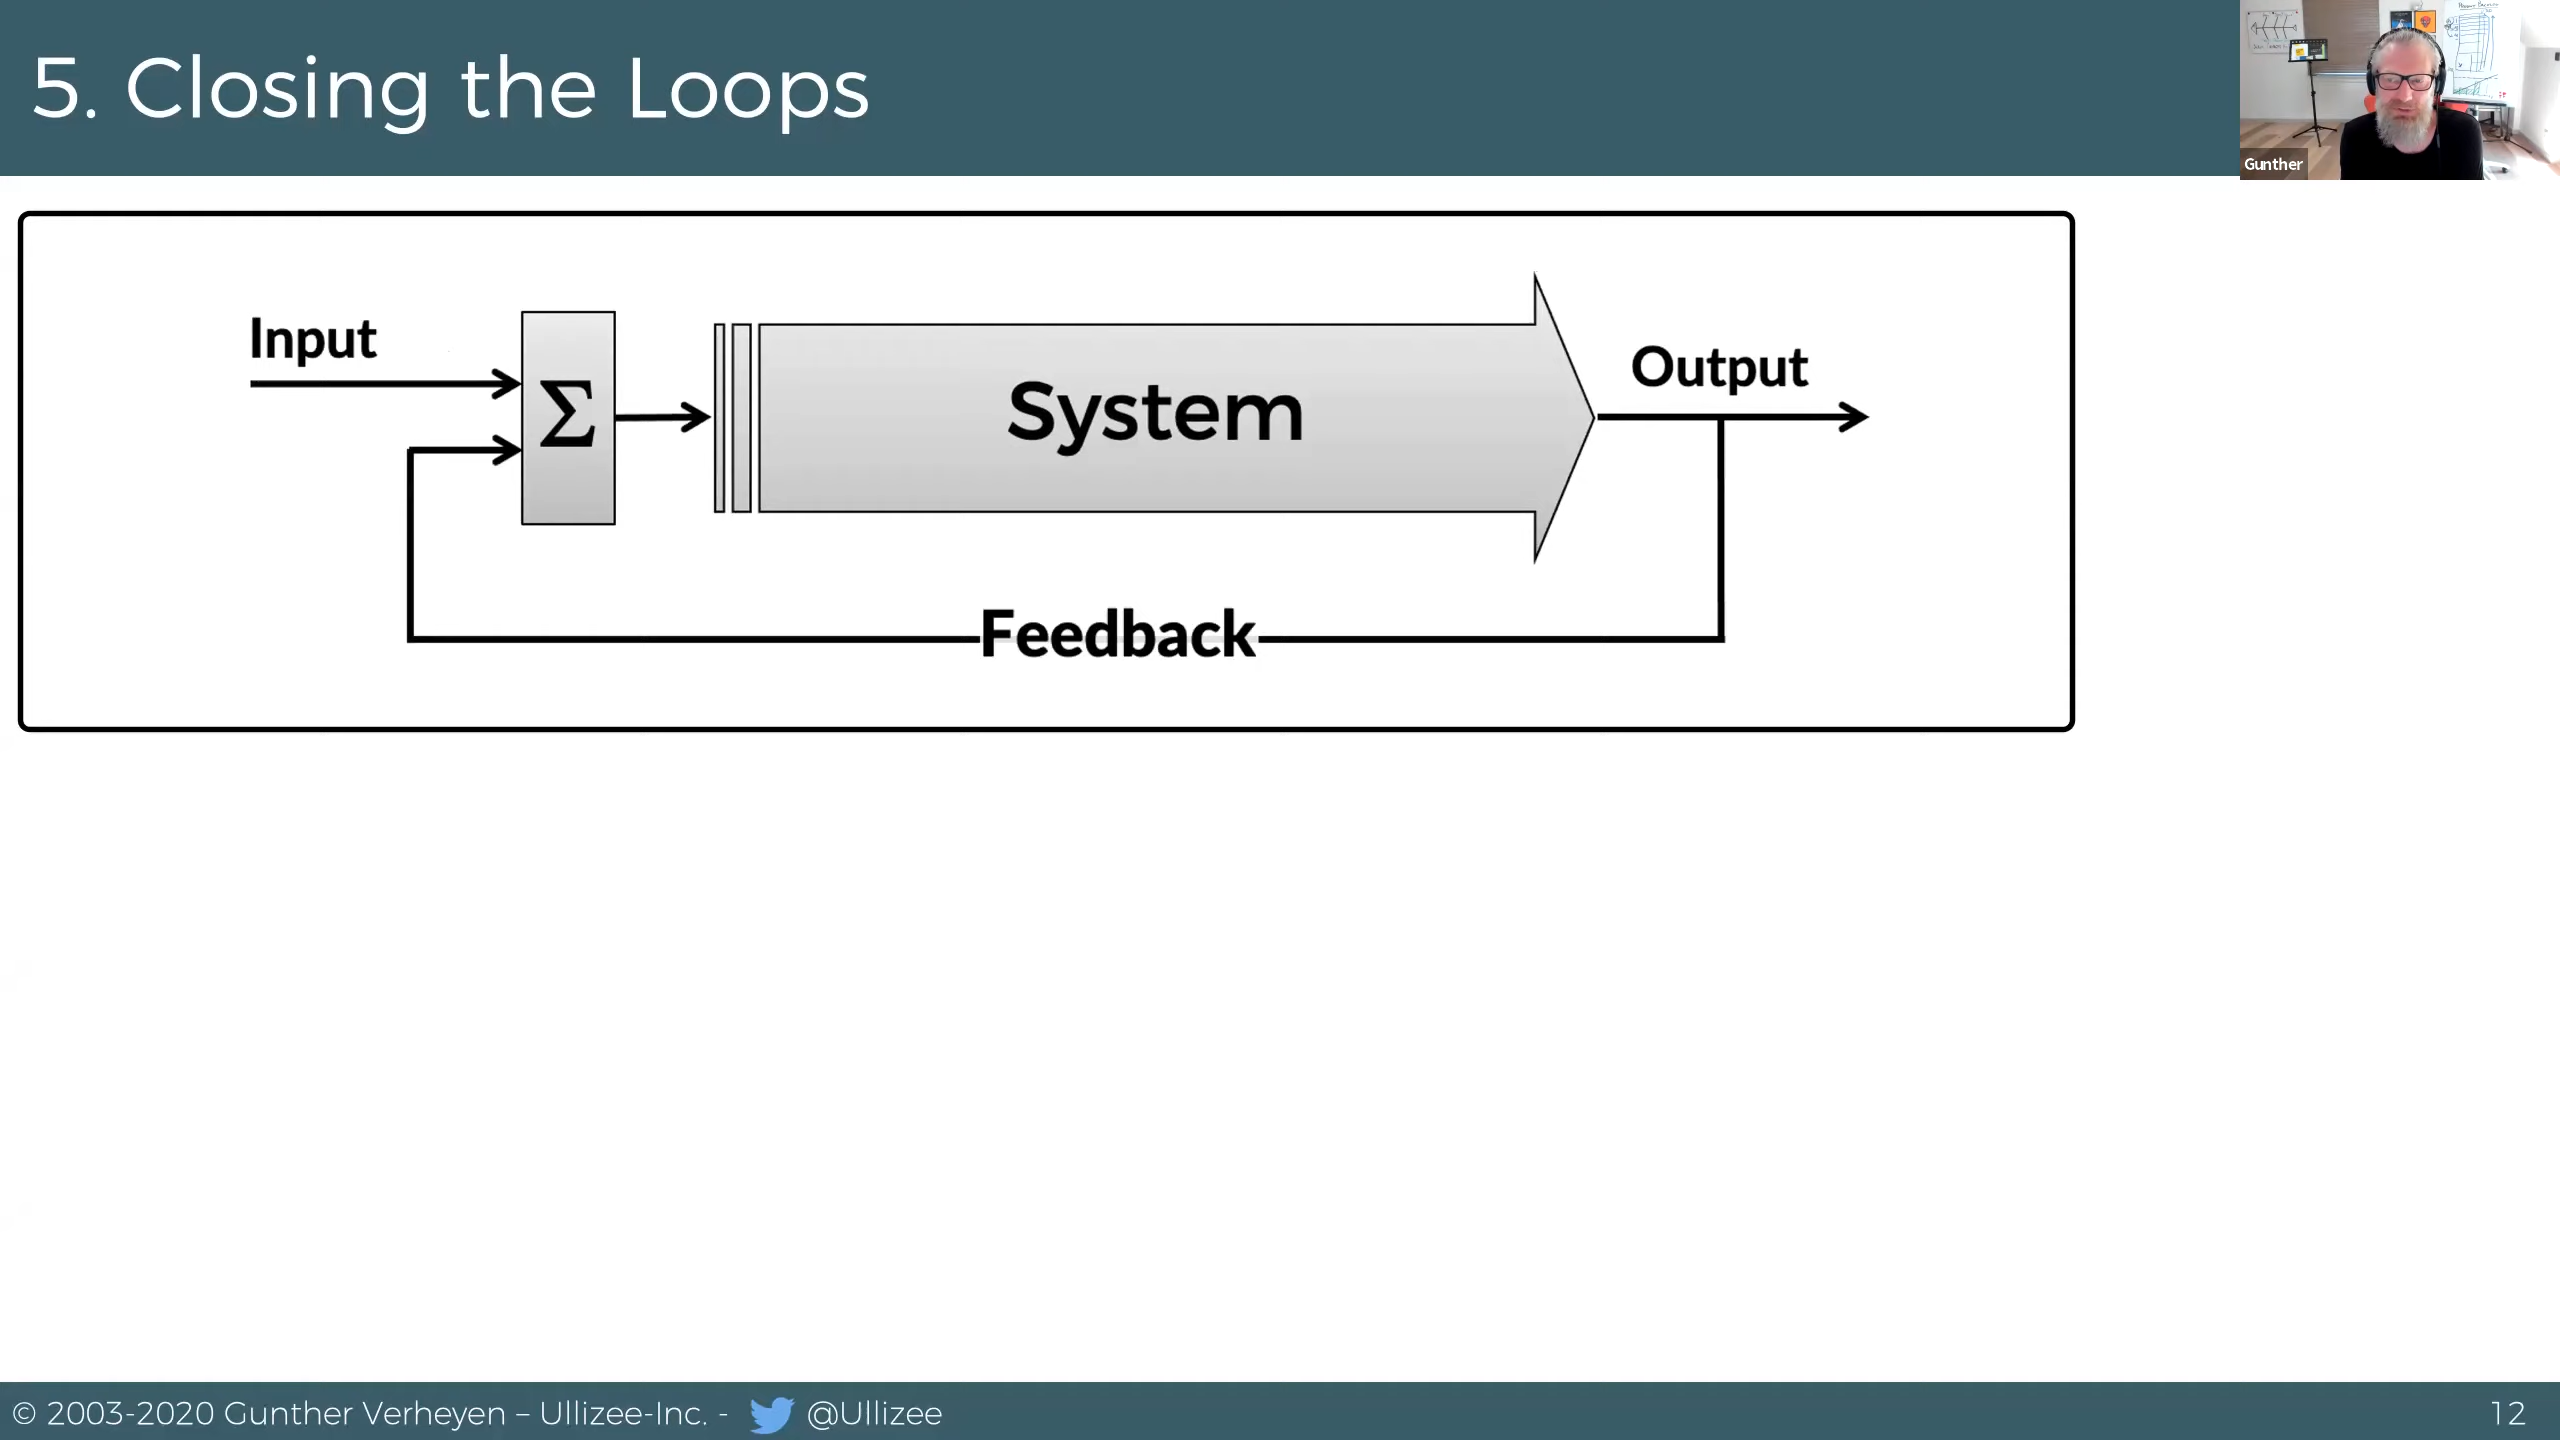 5. Closing the Loops
Gunther
Input
Σ
System
Output
Feedback
© 2003-2020 Gunther Verheyen – Ullizee-Inc. - @Ullizee
12